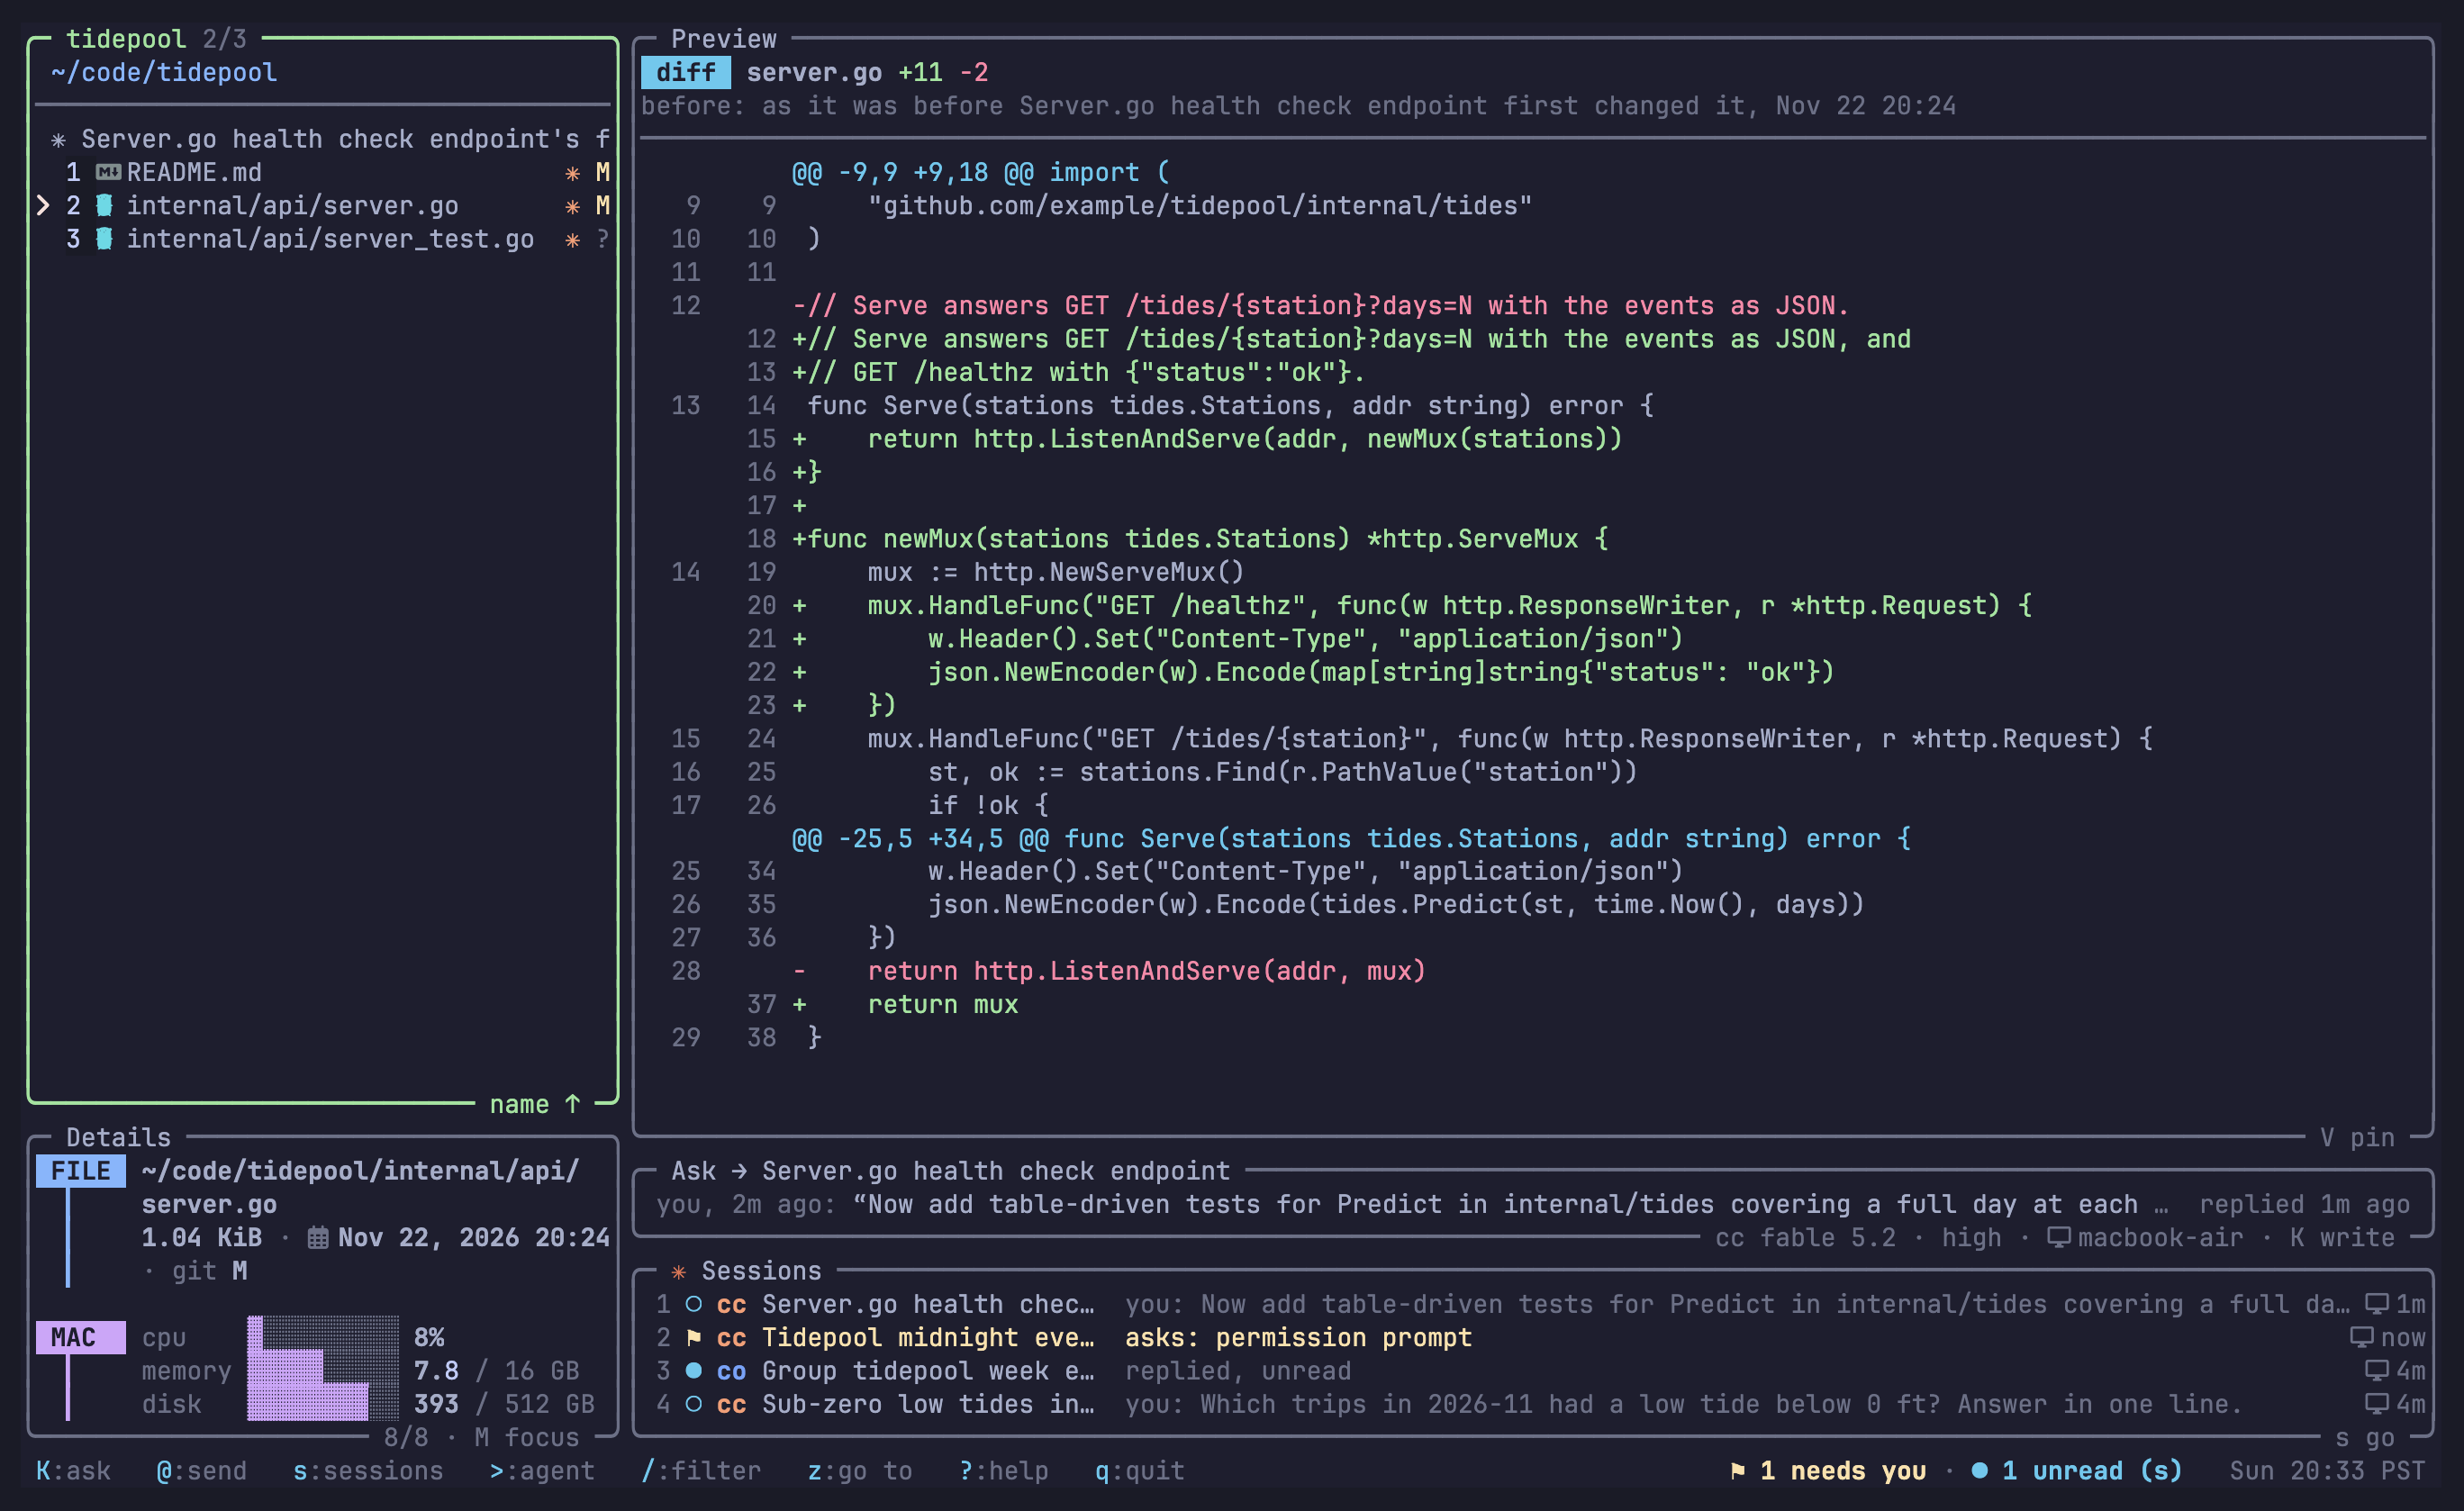 tidepool 2/3
~/code/tidepool
✳ Server.go health check endpoint's f
1 README.md ✳ M
2 internal/api/server.go ✳ M
3 internal/api/server_test.go ✳ ?
name ↑
Preview
diff server.go +11 -2
before: as it was before Server.go health check endpoint first changed it, Nov 22 20:24
@@ -9,9 +9,18 @@ import (
9 9 "github.com/example/tidepool/internal/tides"
10 10 )
11 11
12 -// Serve answers GET /tides/{station}?days=N with the events as JSON.
12 +// Serve answers GET /tides/{station}?days=N with the events as JSON, and
13 +// GET /healthz with {"status":"ok"}.
13 14 func Serve(stations tides.Stations, addr string) error {
15 + return http.ListenAndServe(addr, newMux(stations))
16 +}
17 +
18 +func newMux(stations tides.Stations) *http.ServeMux {
14 19 mux := http.NewServeMux()
20 + mux.HandleFunc("GET /healthz", func(w http.ResponseWriter, r *http.Request) {
21 + w.Header().Set("Content-Type", "application/json")
22 + json.NewEncoder(w).Encode(map[string]string{"status": "ok"})
23 + })
15 24 mux.HandleFunc("GET /tides/{station}", func(w http.ResponseWriter, r *http.Request) {
16 25 st, ok := stations.Find(r.PathValue("station"))
17 26 if !ok {
@@ -25,5 +34,5 @@ func Serve(stations tides.Stations, addr string) error {
25 34 w.Header().Set("Content-Type", "application/json")
26 35 json.NewEncoder(w).Encode(tides.Predict(st, time.Now(), days))
27 36 })
28 - return http.ListenAndServe(addr, mux)
37 + return mux
29 38 }
V pin
Details
FILE ~/code/tidepool/internal/api/
server.go
1.04 KiB · Nov 22, 2026 20:24
· git M
MAC cpu 8%
memory 7.8 / 16 GB
disk 393 / 512 GB
8/8 · M focus
Ask → Server.go health check endpoint
you, 2m ago: “Now add table-driven tests for Predict in internal/tides covering a full day at each … replied 1m ago
cc fable 5.2 · high · macbook-air · K write
✳ Sessions
1 cc Server.go health chec… you: Now add table-driven tests for Predict in internal/tides covering a full da… 1m
2 cc Tidepool midnight eve… asks: permission prompt now
3 co Group tidepool week e… replied, unread 4m
4 cc Sub-zero low tides in… you: Which trips in 2026-11 had a low tide below 0 ft? Answer in one line. 4m
s go
K:ask @:send s:sessions >:agent /:filter z:go to ?:help q:quit 1 needs you · 1 unread (s) Sun 20:33 PST